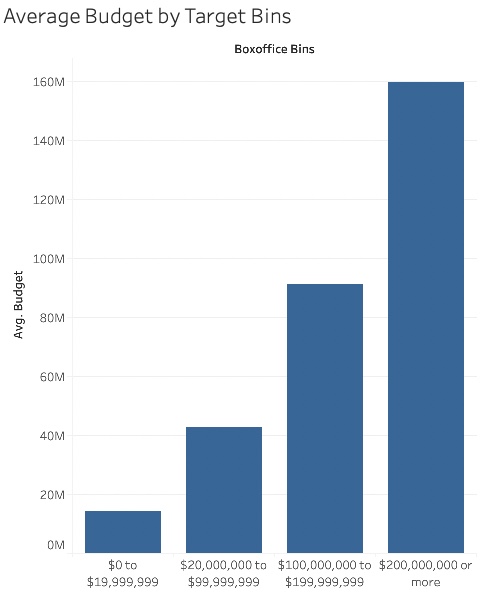 Average Budget by Target Bins
Boxoffice Bins
160M
140M
120M
100M
80M
60M
40M
20M
0M
Avg. Budget
$0 to
$19,999,999
$20,000,000 to
$99,999,999
$100,000,000 to
$199,999,999
$200,000,000 or
more